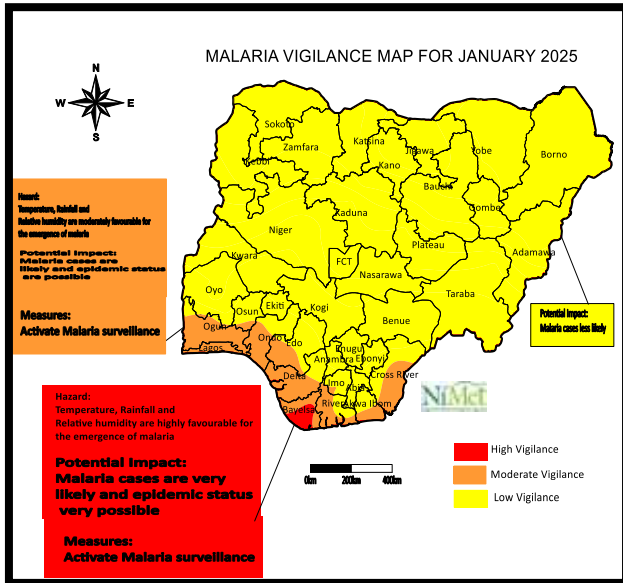 MALARIA VIGILANCE MAP FOR JANUARY 2025
N
W
E
S
Sokoto
Zamfara
Katsina
Kano
Jigawa
Yobe
Borno
Kebbi
Bauchi
Gombe
Kaduna
Niger
Plateau
Adamawa
Kwara
FCT
Nasarawa
Taraba
Oyo
Osun
Ekiti
Kogi
Benue
Ogun
Ondo
Edo
Enugu
Anambra
Ebonyi
Lagos
Delta
Imo
Abia
Cross River
Bayelsa
Rivers
Akwa Ibom
Hazard:
Temperature, Rainfall and
Relative humidity are moderately favourable for
the emergence of malaria
Potential Impact:
Malaria cases are
likely and epidemic status
are possible
Measures:
Activate Malaria surveillance
Potential Impact:
Malaria cases less likely
Hazard:
Temperature, Rainfall and
Relative humidity are highly favourable for
the emergence of malaria
Potential Impact:
Malaria cases are very
likely and epidemic status
very possible
Measures:
Activate Malaria surveillance
NiMet
High Vigilance
Moderate Vigilance
Low Vigilance
0km
200km
400km